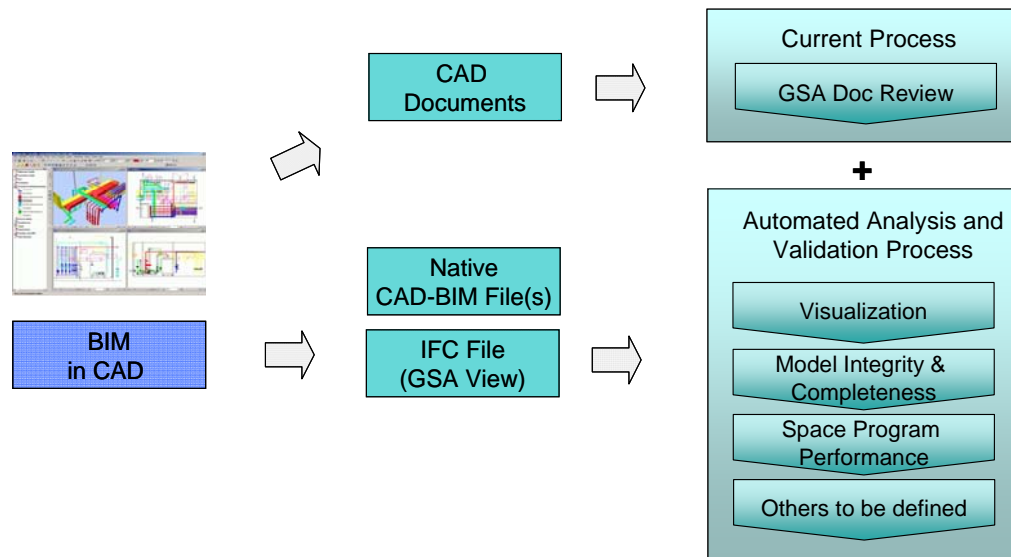 BIM
in CAD
CAD
Documents
Native
CAD-BIM File(s)
IFC File
(GSA View)
Current Process
GSA Doc Review
+
Automated Analysis and
Validation Process
Visualization
Model Integrity &
Completeness
Space Program
Performance
Others to be defined